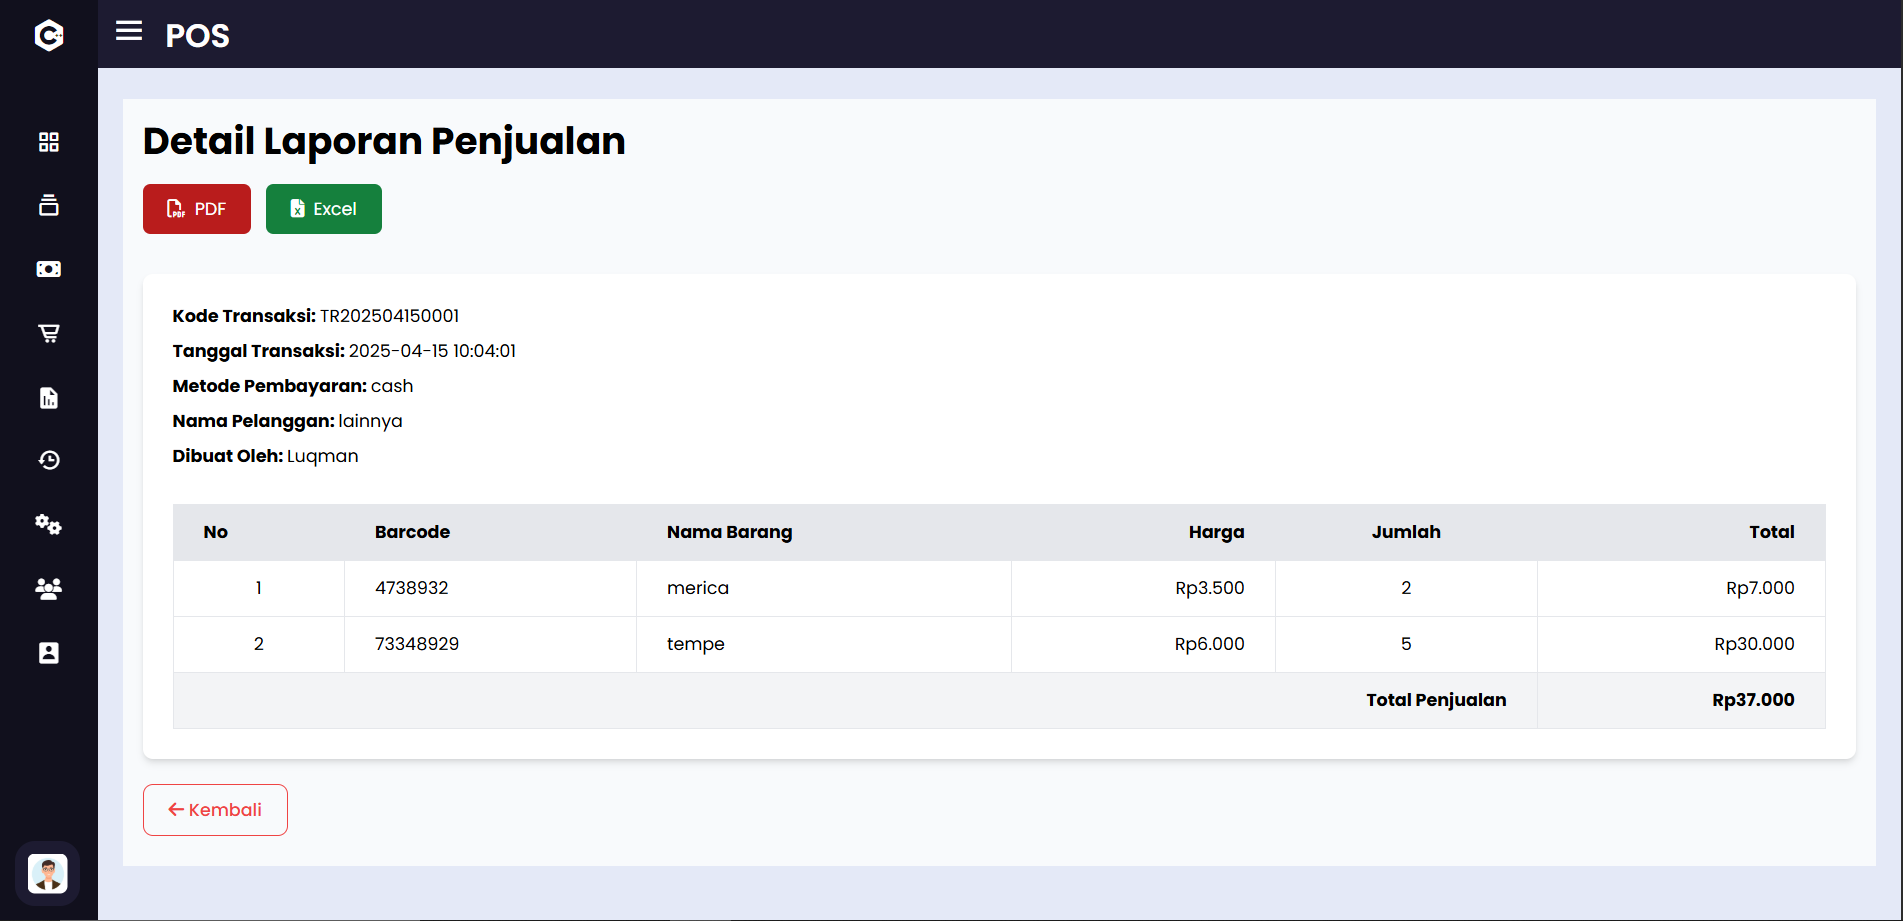 POS
Detail Laporan Penjualan
PDF Excel
Kode Transaksi: TR202504150001
Tanggal Transaksi: 2025-04-15 10:04:01
Metode Pembayaran: cash
Nama Pelanggan: lainnya
Dibuat Oleh: Luqman
No Barcode Nama Barang Harga Jumlah Total
1 4738932 merica Rp3.500 2 Rp7.000
2 73348929 tempe Rp6.000 5 Rp30.000
Total Penjualan Rp37.000
Kembali